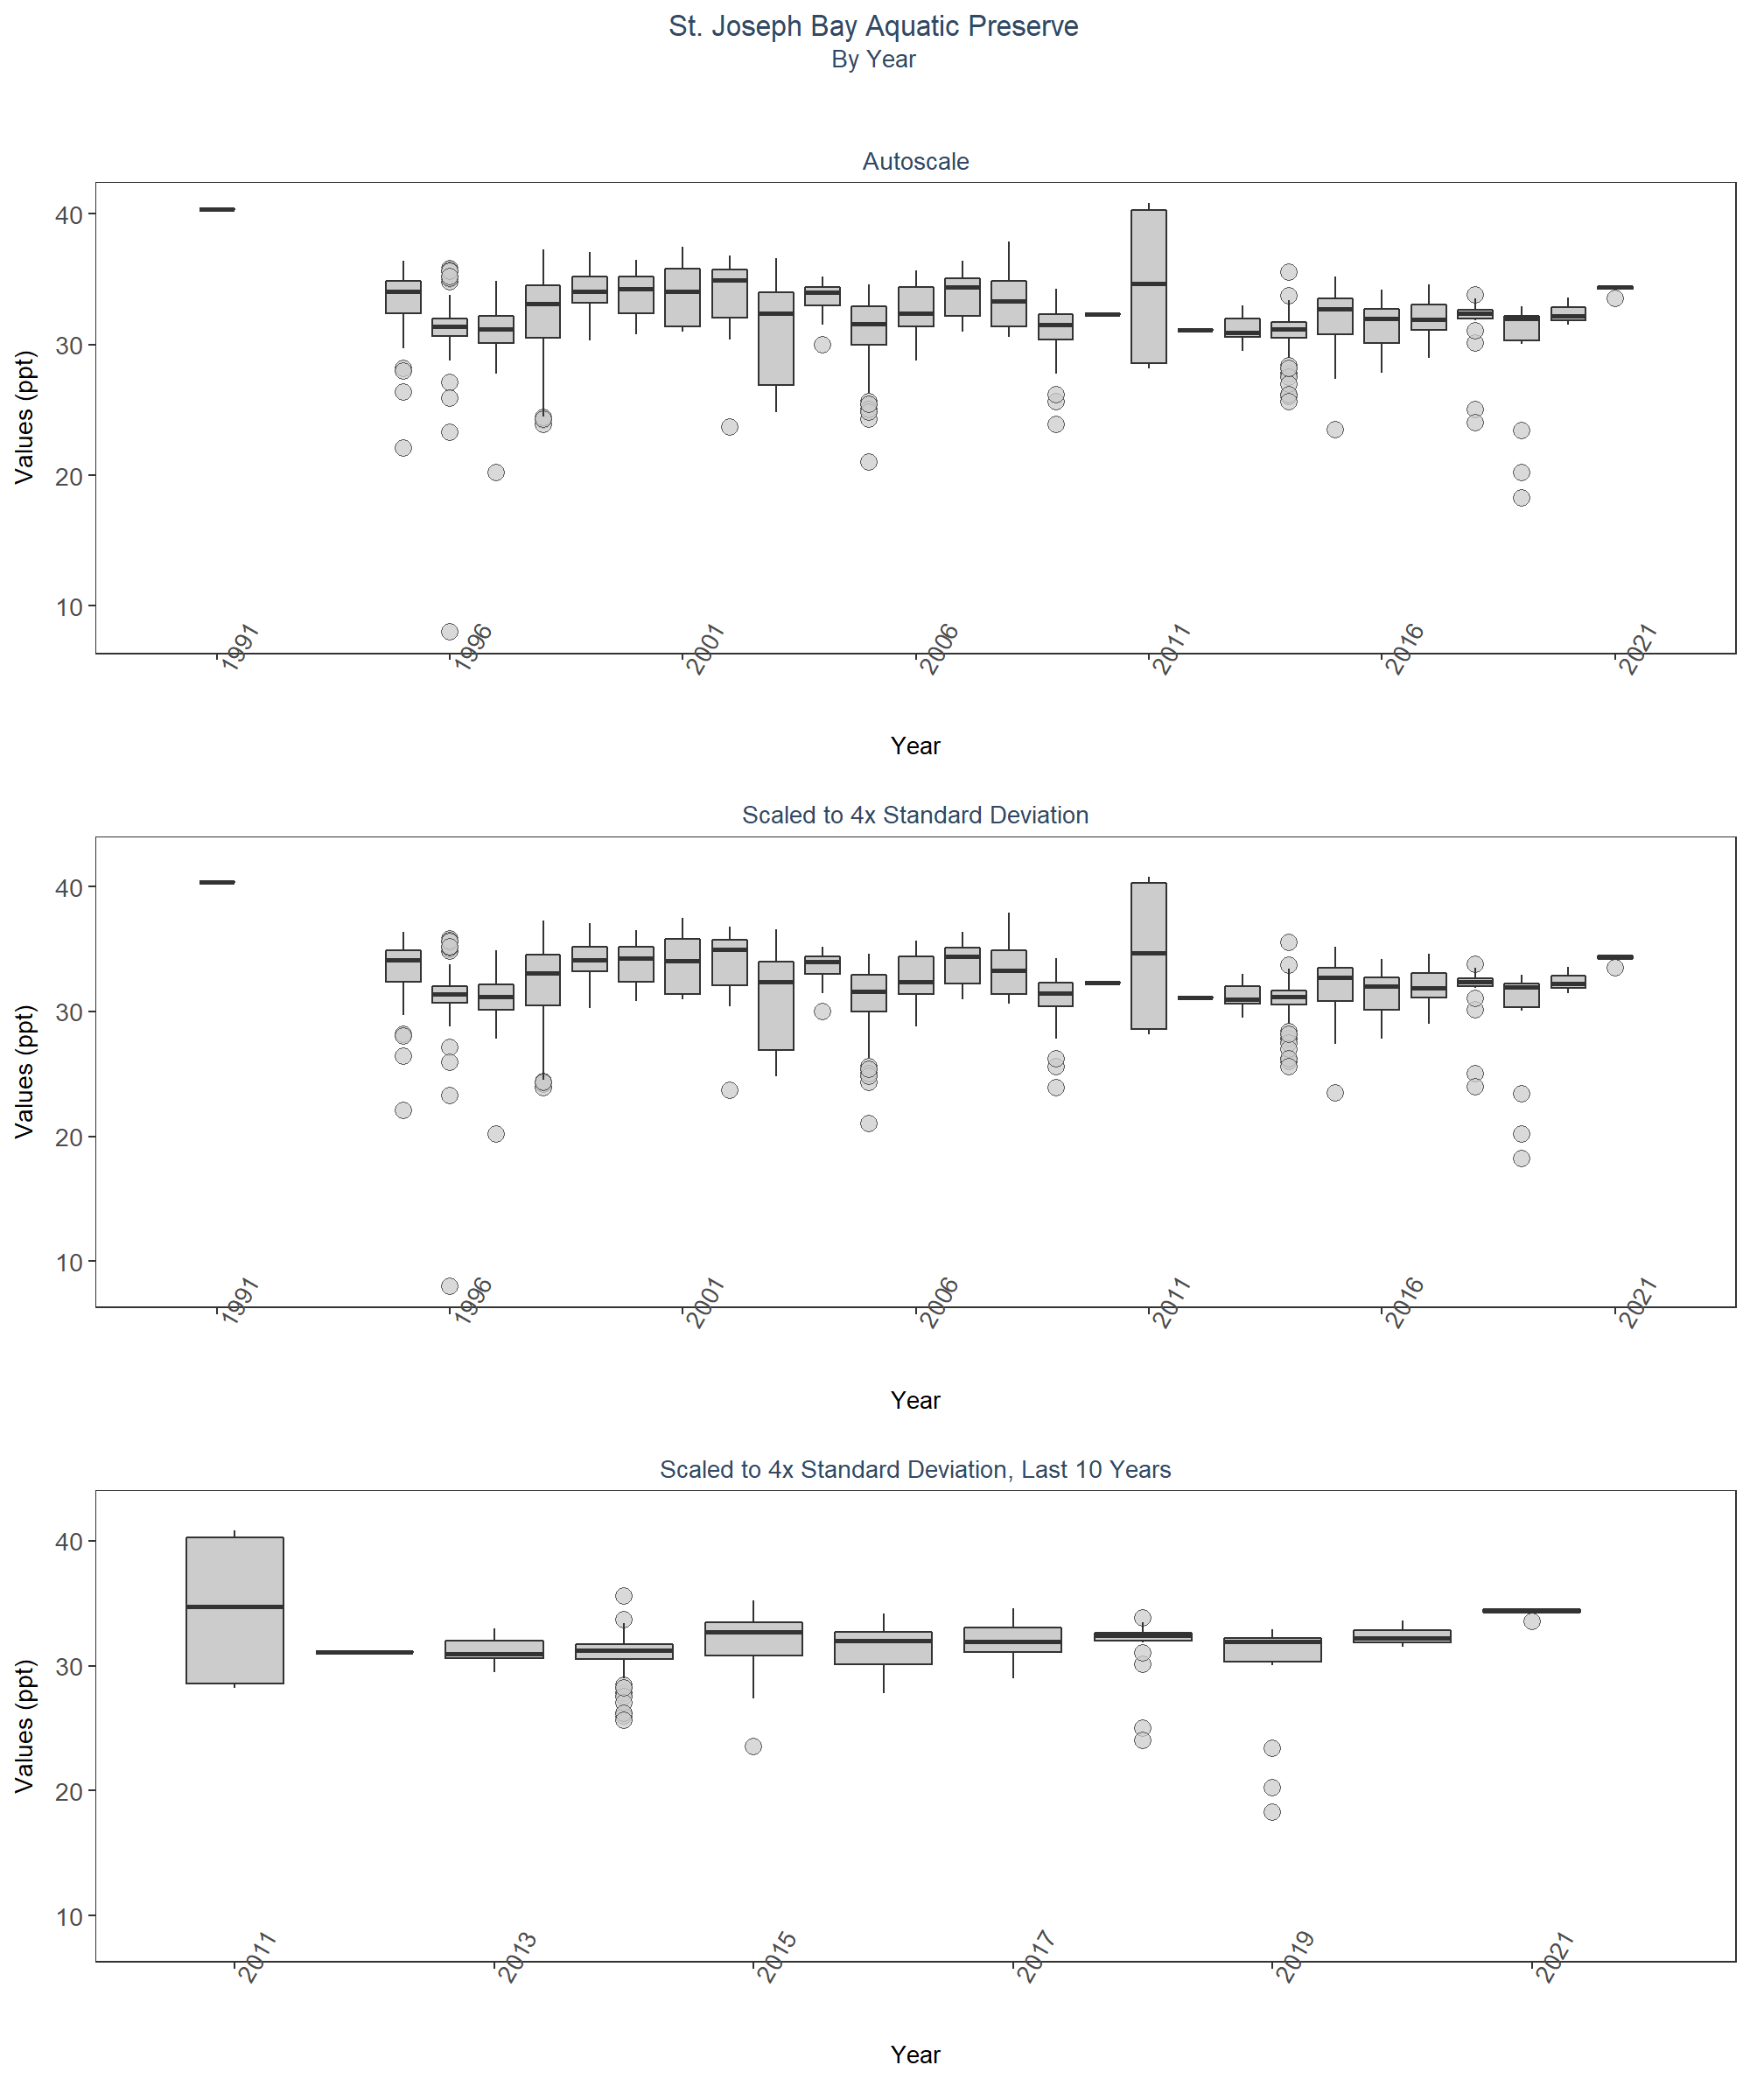 St. Joseph Bay Aquatic Preserve
By Year
Autoscale
Values (ppt)
40
30
20
10
1991
1996
2001
2006
2011
2016
2021
Year
Scaled to 4x Standard Deviation
Values (ppt)
40
30
20
10
1991
1996
2001
2006
2011
2016
2021
Year
Scaled to 4x Standard Deviation, Last 10 Years
Values (ppt)
40
30
20
10
2011
2013
2015
2017
2019
2021
Year